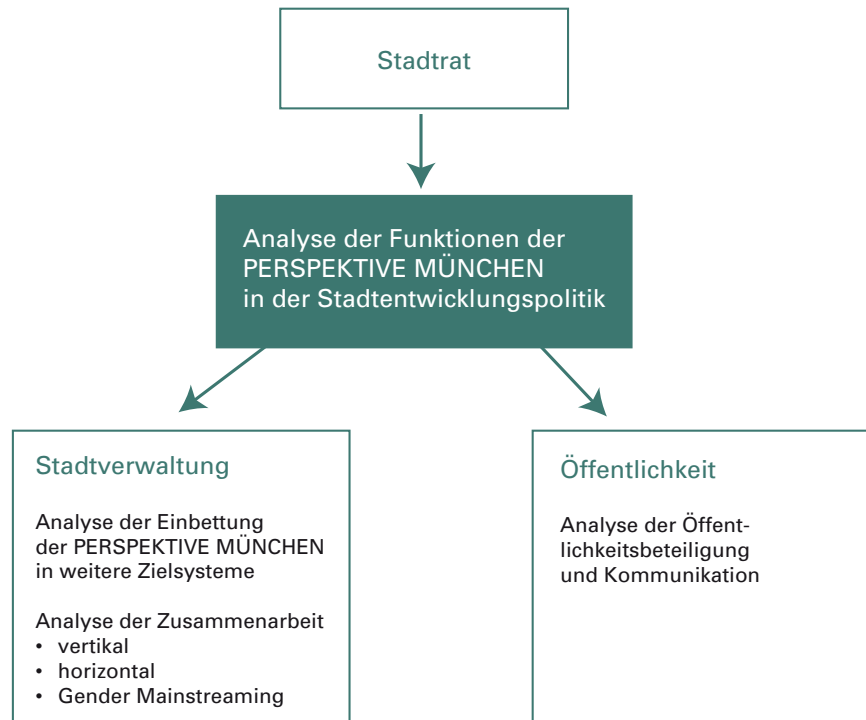 Stadtrat
Analyse der Funktionen der
PERSPEKTIVE MÜNCHEN
in der Stadtentwicklungspolitik
Stadtverwaltung
Analyse der Einbettung
der PERSPEKTIVE MÜNCHEN
in weitere Zielsysteme
Analyse der Zusammenarbeit
• vertikal
• horizontal
• Gender Mainstreaming
Öffentlichkeit
Analyse der Öffent-
lichkeitsbeteiligung
und Kommunikation